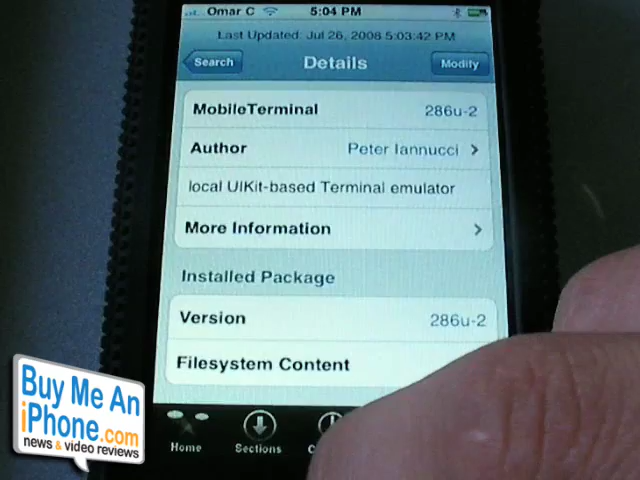 Omar C 5:04 PM
Last Updated: Jul 26, 2008 5:03:42 PM
Search Details Modify
MobileTerminal 286u-2
Author Peter Iannucci
local UIKit-based Terminal emulator
More Information
Installed Package
Version 286u-2
Filesystem Content
Home Sections
Buy Me An
iPhone.com
news & video reviews